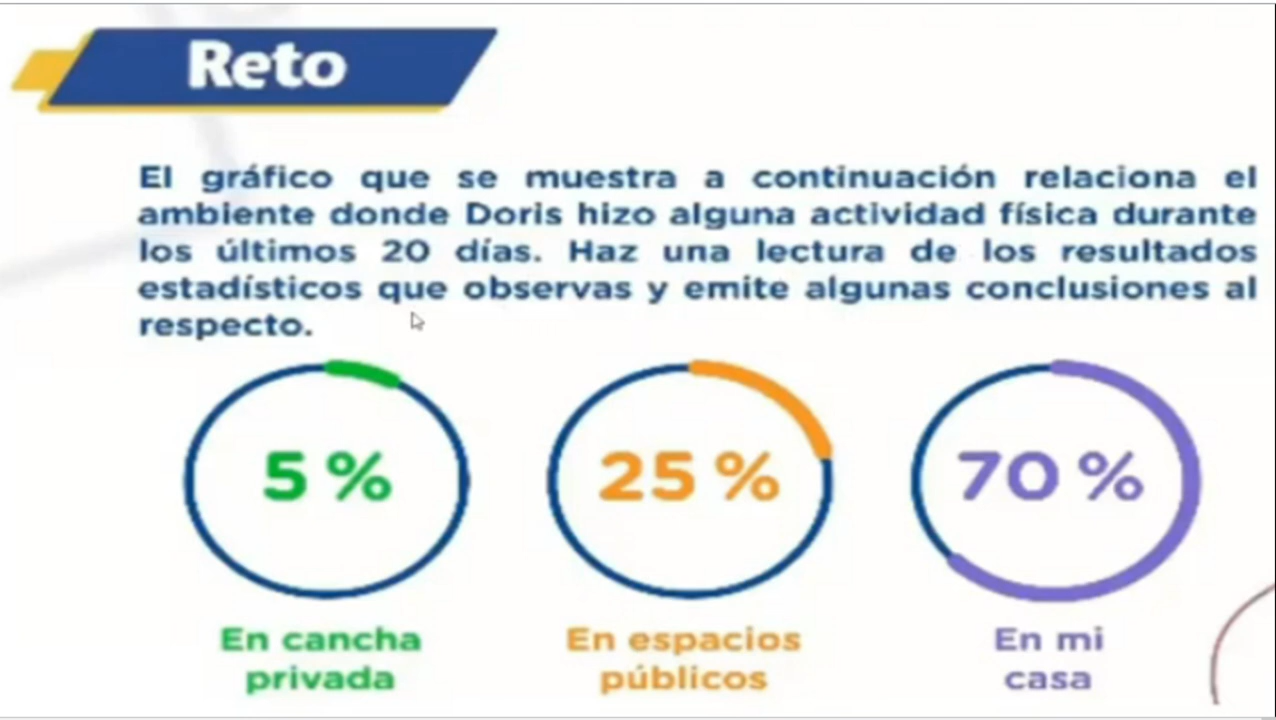 Reto
El gráfico que se muestra a continuación relaciona el
ambiente donde Doris hizo alguna actividad física durante
los últimos 20 días. Haz una lectura de los resultados
estadísticos que observas y emite algunas conclusiones al
respecto.
5 %
25 %
70 %
En cancha
privada
En espacios
públicos
En mi
casa